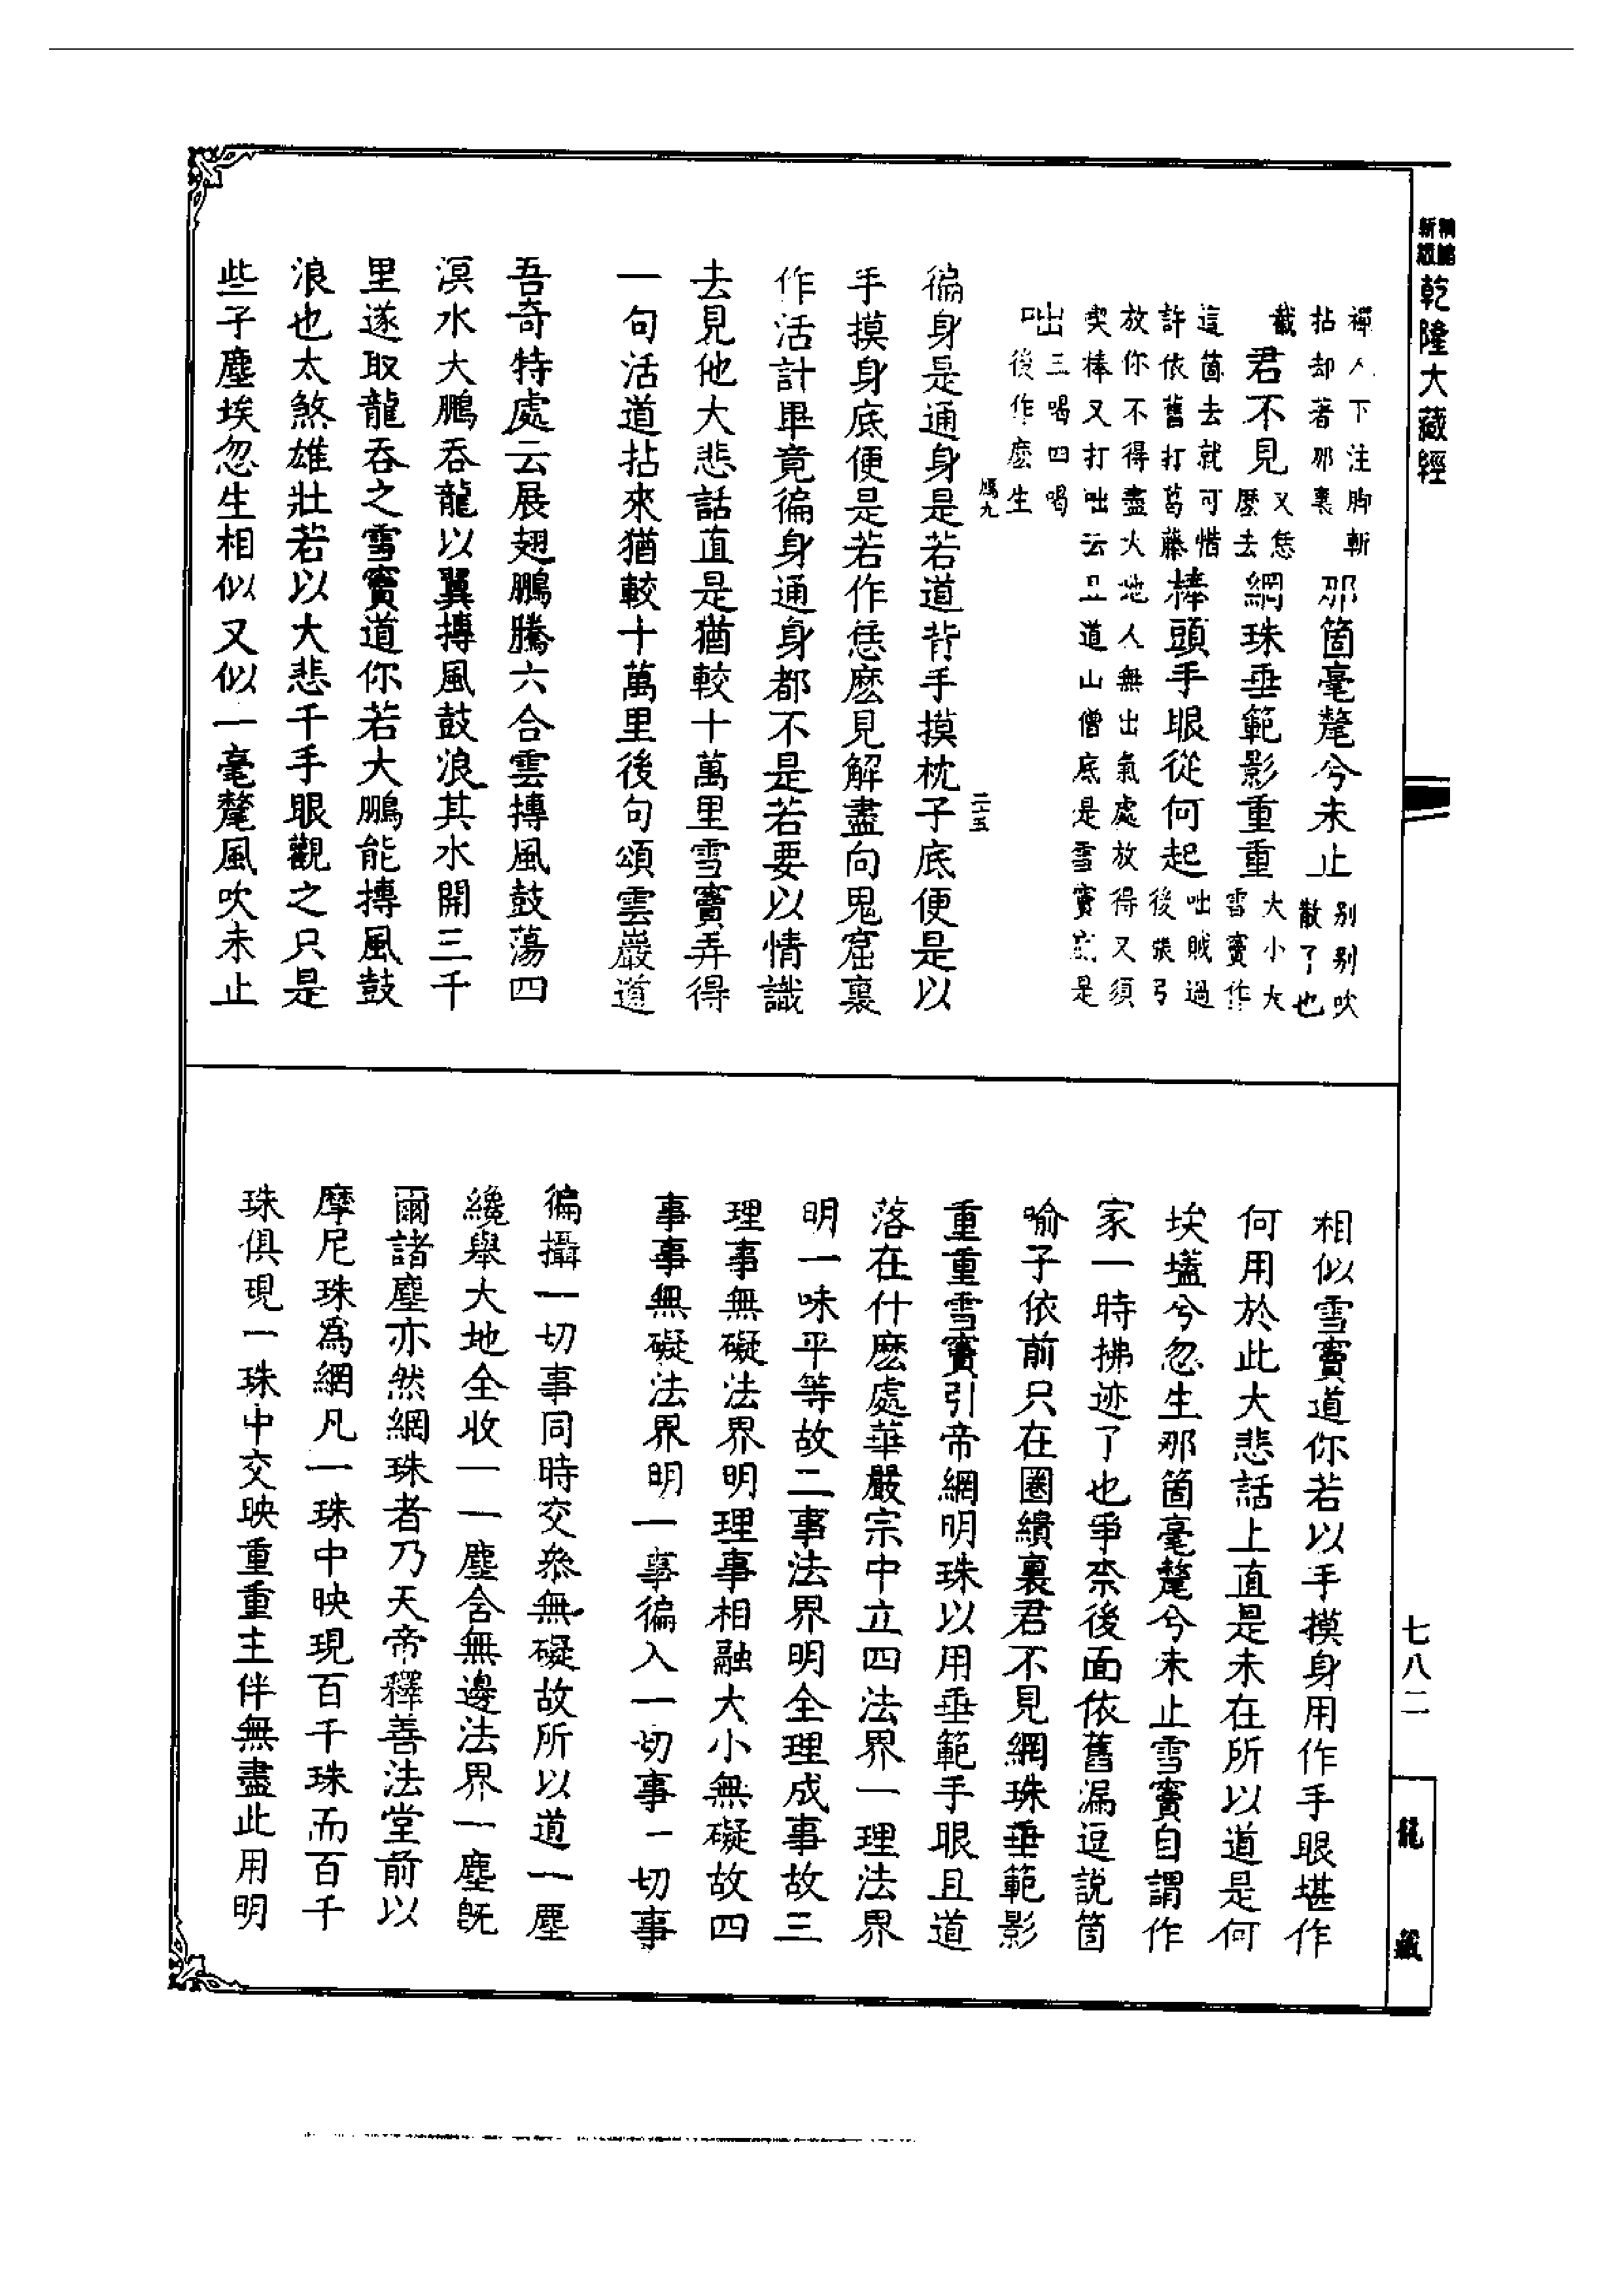 新編縮版
乾隆大藏經
禪人下注脚斬
拈却著那裏
那箇毫氂兮未止
別別吹
散了也
截
君不見
又恁
麽去
網珠垂範影重重
大小大
雪竇作
這箇去就可惜
許依舊打葛藤
棒頭手眼從何起
咄賊過
後張弓
放你不得盡大地人無出氣處放得又須
喫棒又打咄云且道山僧底是雪竇底是
咄
三喝四喝
後作麽生
徧身是通身是若道背手摸枕子底便是以
手摸身底便是若作恁麽見解盡向鬼窟裏
作活計畢竟徧身通身都不是若要以情識
去見他大悲話直是猶較十萬里雪竇弄得
一句活道拈來猶較十萬里後句頌雲巖道
吾奇特處云展翅鵬騰六合雲搏風鼓蕩四
溟水大鵬吞龍以翼搏風鼓浪其水開三千
里遂取龍吞之雪竇道你若大鵬能搏風鼓
浪也太煞雄壯若以大悲千手眼觀之只是
些子塵埃忽生相似又似一毫氂風吹未止
相似雪竇道你若以手摸身用作手眼堪作
何用於此大悲話上直是未在所以道是何
埃壒兮忽生那箇毫氂兮未止雪竇自謂作
家一時拂迹了也爭柰後面依舊漏逗說箇
喻子依前只在圈繢裏君不見網珠垂範影
重重雪竇引帝網明珠以用垂範手眼且道
落在什麽處華嚴宗中立四法界一理法界
明一味平等故二事法界明全理成事故三
理事無礙法界明理事相融大小無礙故四
事事無礙法界明一事徧入一切事一切事
徧攝一切事同時交叅無礙故所以道一塵
纔舉大地全收一一塵含無邊法界一塵旣
爾諸塵亦然網珠者乃天帝釋善法堂前以
摩尼珠爲網凡一珠中映現百千珠而百千
珠俱現一珠中交映重重主伴無盡此用明
七八二
龍藏